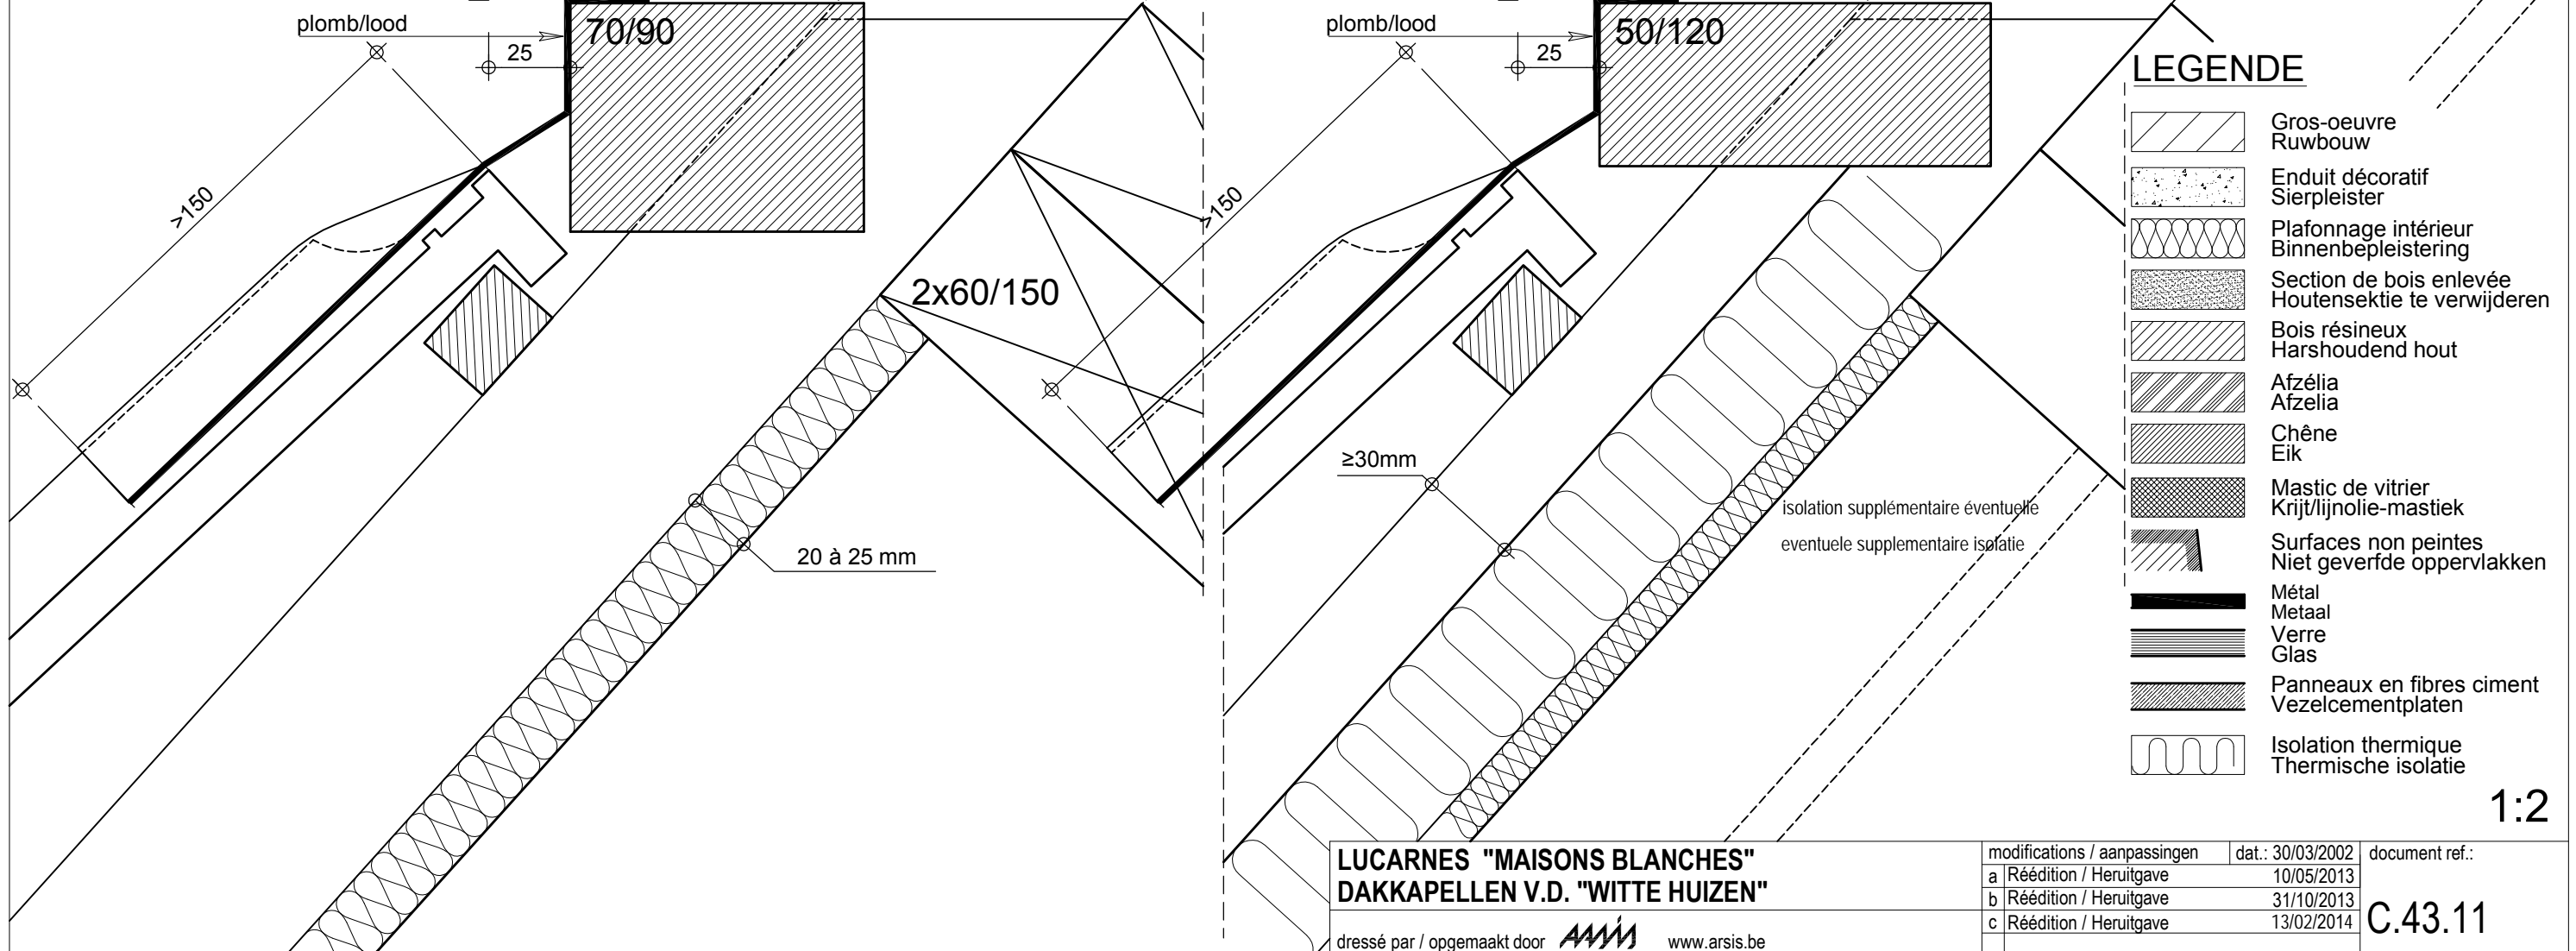 plomb/lood
25
70/90
>150
2x60/150
20 à 25 mm
plomb/lood
25
50/120
>150
≥30mm
isolation supplémentaire éventuelle
eventuele supplementaire isolatie
LEGENDE
Gros-oeuvre
Ruwbouw
Enduit décoratif
Sierpleister
Plafonnage intérieur
Binnenbepleistering
Section de bois enlevée
Houtensektie te verwijderen
Bois résineux
Harshoudend hout
Afzélia
Afzelia
Chêne
Eik
Mastic de vitrier
Krijt/lijnolie-mastiek
Surfaces non peintes
Niet geverfde oppervlakken
Métal
Metaal
Verre
Glas
Panneaux en fibres ciment
Vezelcementplaten
Isolation thermique
Thermische isolatie
1:2
LUCARNES "MAISONS BLANCHES"
DAKKAPELLEN V.D. "WITTE HUIZEN"
dressé par / opgemaakt door www.arsis.be
modifications / aanpassingen dat.: 30/03/2002
a Réédition / Heruitgave 10/05/2013
b Réédition / Heruitgave 31/10/2013
c Réédition / Heruitgave 13/02/2014
document ref.:
C.43.11